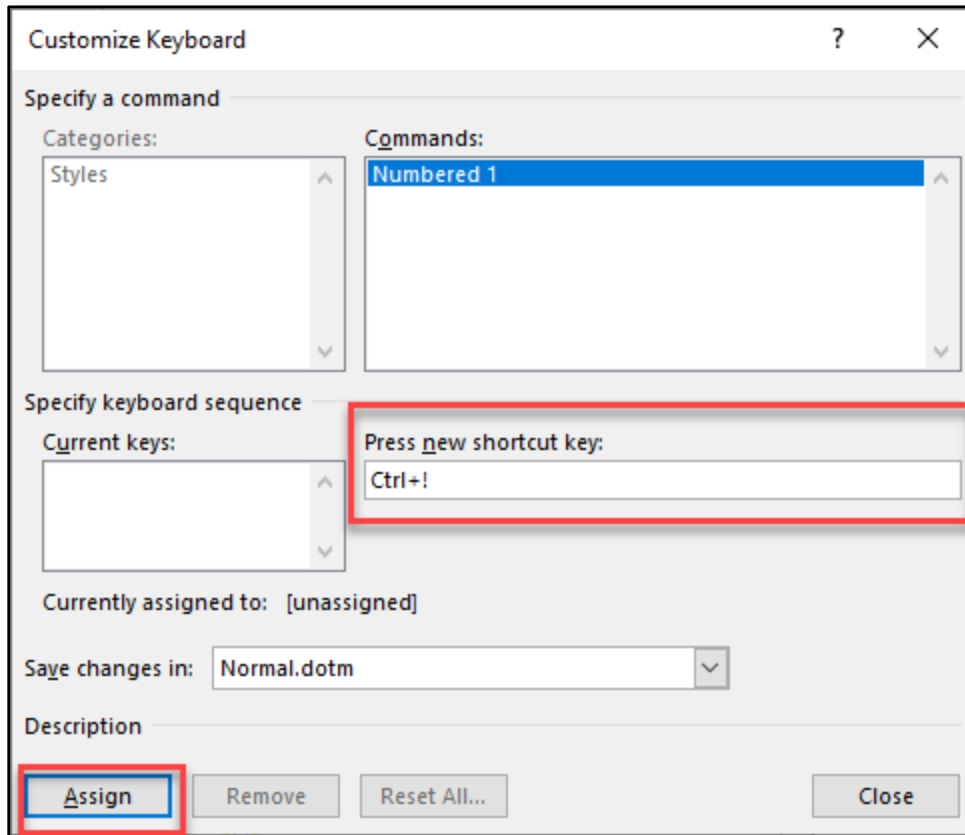 Customize Keyboard ?
Specify a command
Categories: Commands:
Styles Numbered 1
Specify keyboard sequence
Current keys: Press new shortcut key:
Ctrl+!
Currently assigned to: [unassigned]
Save changes in: Normal.dotm
Description
Assign Remove Reset All... Close